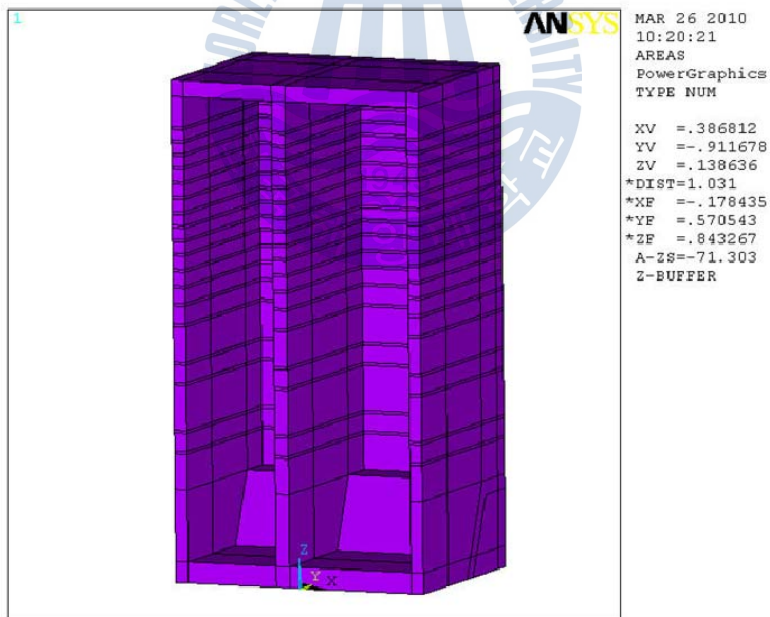 1
ANSYS
MAR 26 2010
10:20:21
AREAS
PowerGraphics
TYPE NUM
XV =.386812
YV =-.911678
ZV =.138636
*DIST=1.031
*XF =-.178435
*YF =.570543
*ZF =.843267
A-ZS=-71.303
Z-BUFFER
Z
Y X